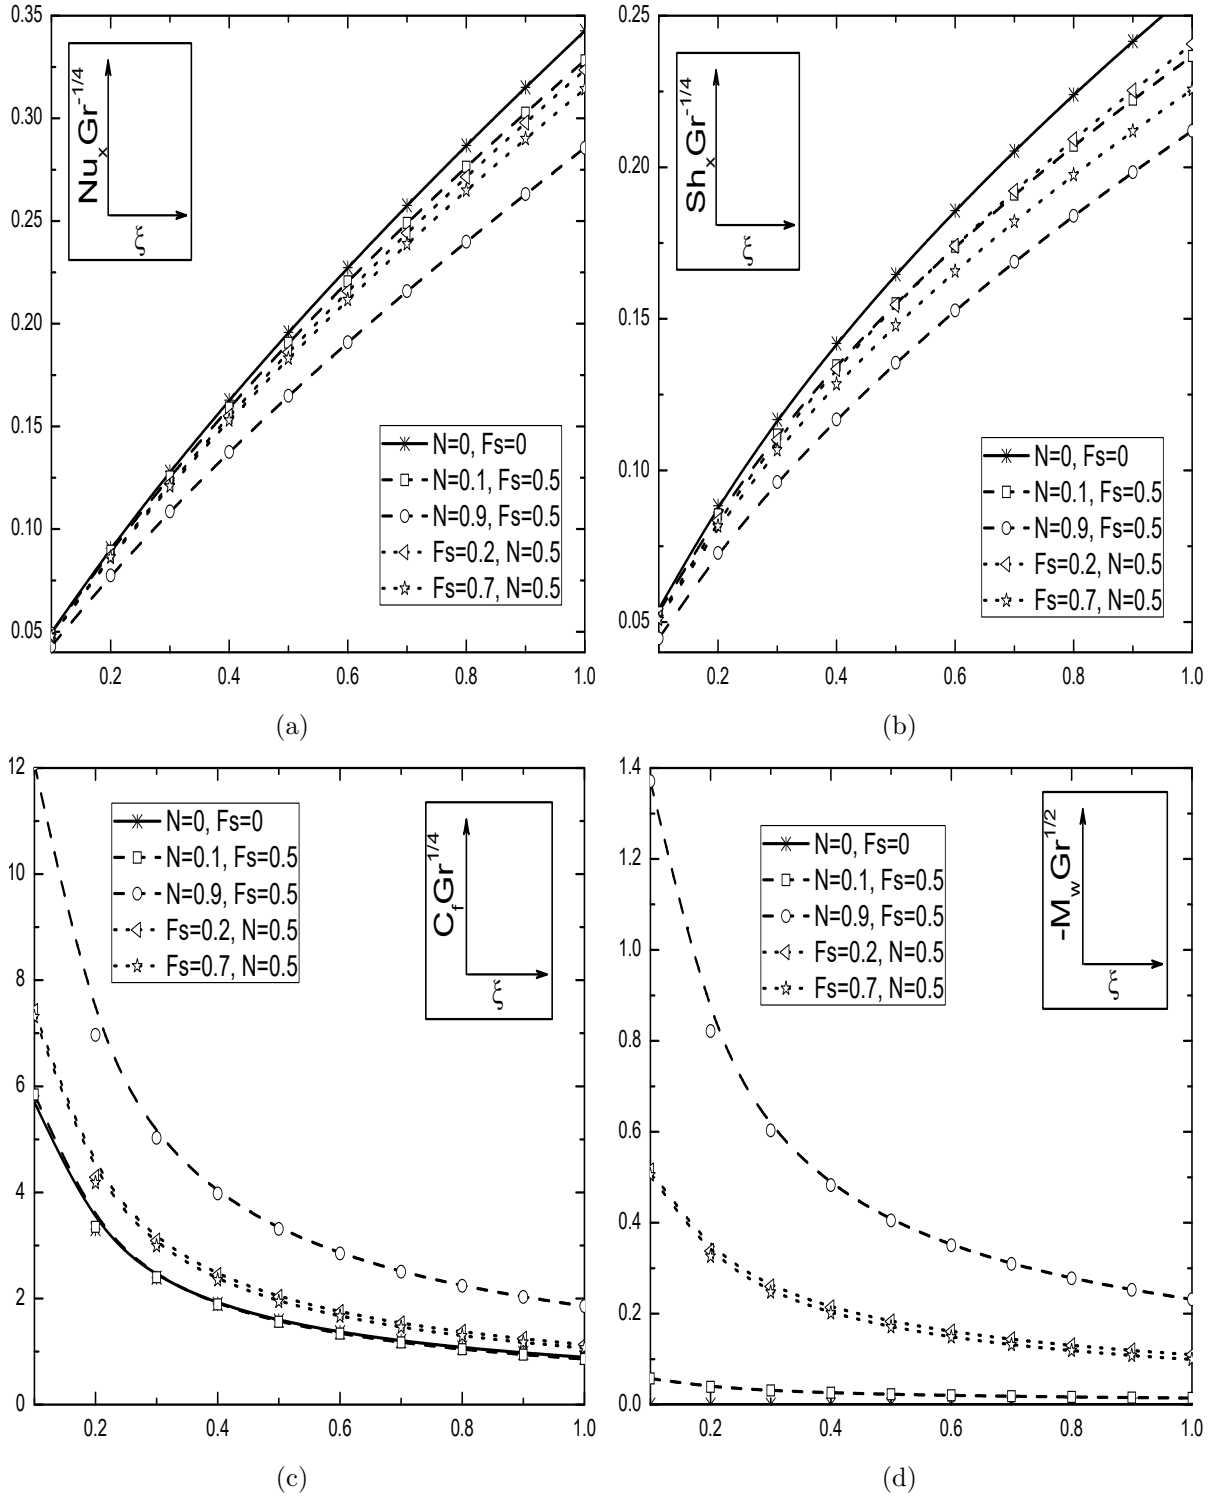 0.35
0.30
0.25
0.20
0.15
0.10
0.05
Nu_x Gr^-1/4
ξ
N=0, Fs=0
N=0.1, Fs=0.5
N=0.9, Fs=0.5
Fs=0.2, N=0.5
Fs=0.7, N=0.5
0.2 0.4 0.6 0.8 1.0
(a)
0.25
0.20
0.15
0.10
0.05
Sh_x Gr^-1/4
ξ
N=0, Fs=0
N=0.1, Fs=0.5
N=0.9, Fs=0.5
Fs=0.2, N=0.5
Fs=0.7, N=0.5
0.2 0.4 0.6 0.8 1.0
(b)
12
10
8
6
4
2
0
N=0, Fs=0
N=0.1, Fs=0.5
N=0.9, Fs=0.5
Fs=0.2, N=0.5
Fs=0.7, N=0.5
C_f Gr^1/4
ξ
0.2 0.4 0.6 0.8 1.0
(c)
1.4
1.2
1.0
0.8
0.6
0.4
0.2
0.0
N=0, Fs=0
N=0.1, Fs=0.5
N=0.9, Fs=0.5
Fs=0.2, N=0.5
Fs=0.7, N=0.5
-M_w Gr^1/2
ξ
0.2 0.4 0.6 0.8 1.0
(d)